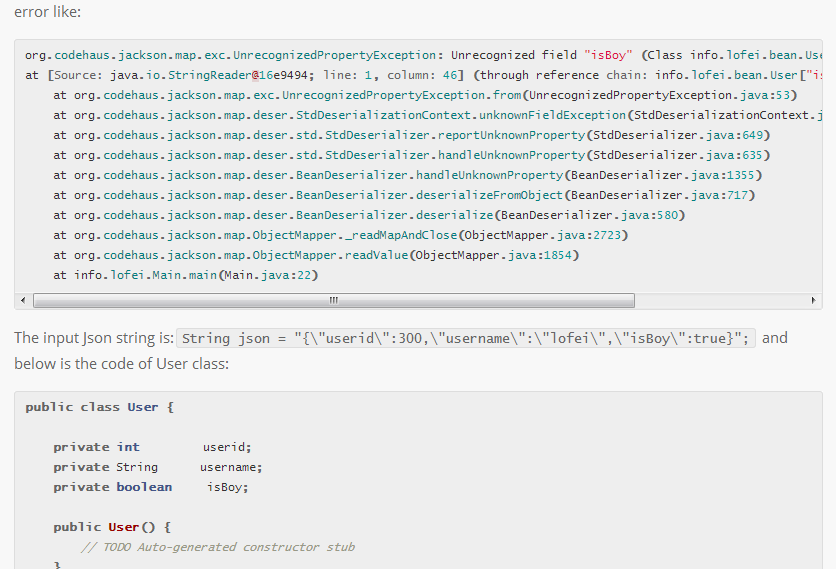 error like:
org.codehaus.jackson.map.exc.UnrecognizedPropertyException: Unrecognized field "isBoy" (Class info.lofei.bean.Use
at [Source: java.io.StringReader@16e9494; line: 1, column: 46] (through reference chain: info.lofei.bean.User["is
at org.codehaus.jackson.map.exc.UnrecognizedPropertyException.from(UnrecognizedPropertyException.java:53)
at org.codehaus.jackson.map.deser.StdDeserializationContext.unknownFieldException(StdDeserializationContext.j
at org.codehaus.jackson.map.deser.std.StdDeserializer.reportUnknownProperty(StdDeserializer.java:649)
at org.codehaus.jackson.map.deser.std.StdDeserializer.handleUnknownProperty(StdDeserializer.java:635)
at org.codehaus.jackson.map.deser.BeanDeserializer.handleUnknownProperty(BeanDeserializer.java:1355)
at org.codehaus.jackson.map.deser.BeanDeserializer.deserializeFromObject(BeanDeserializer.java:717)
at org.codehaus.jackson.map.deser.BeanDeserializer.deserialize(BeanDeserializer.java:580)
at org.codehaus.jackson.map.ObjectMapper._readMapAndClose(ObjectMapper.java:2723)
at org.codehaus.jackson.map.ObjectMapper.readValue(ObjectMapper.java:1854)
at info.lofei.Main.main(Main.java:22)
The input Json string is: String json = "{\"userid\":300,\"username\":\"lofei\",\"isBoy\":true}"; and
below is the code of User class:
public class User {
private int userid;
private String username;
private boolean isBoy;
public User() {
// TODO Auto-generated constructor stub
}